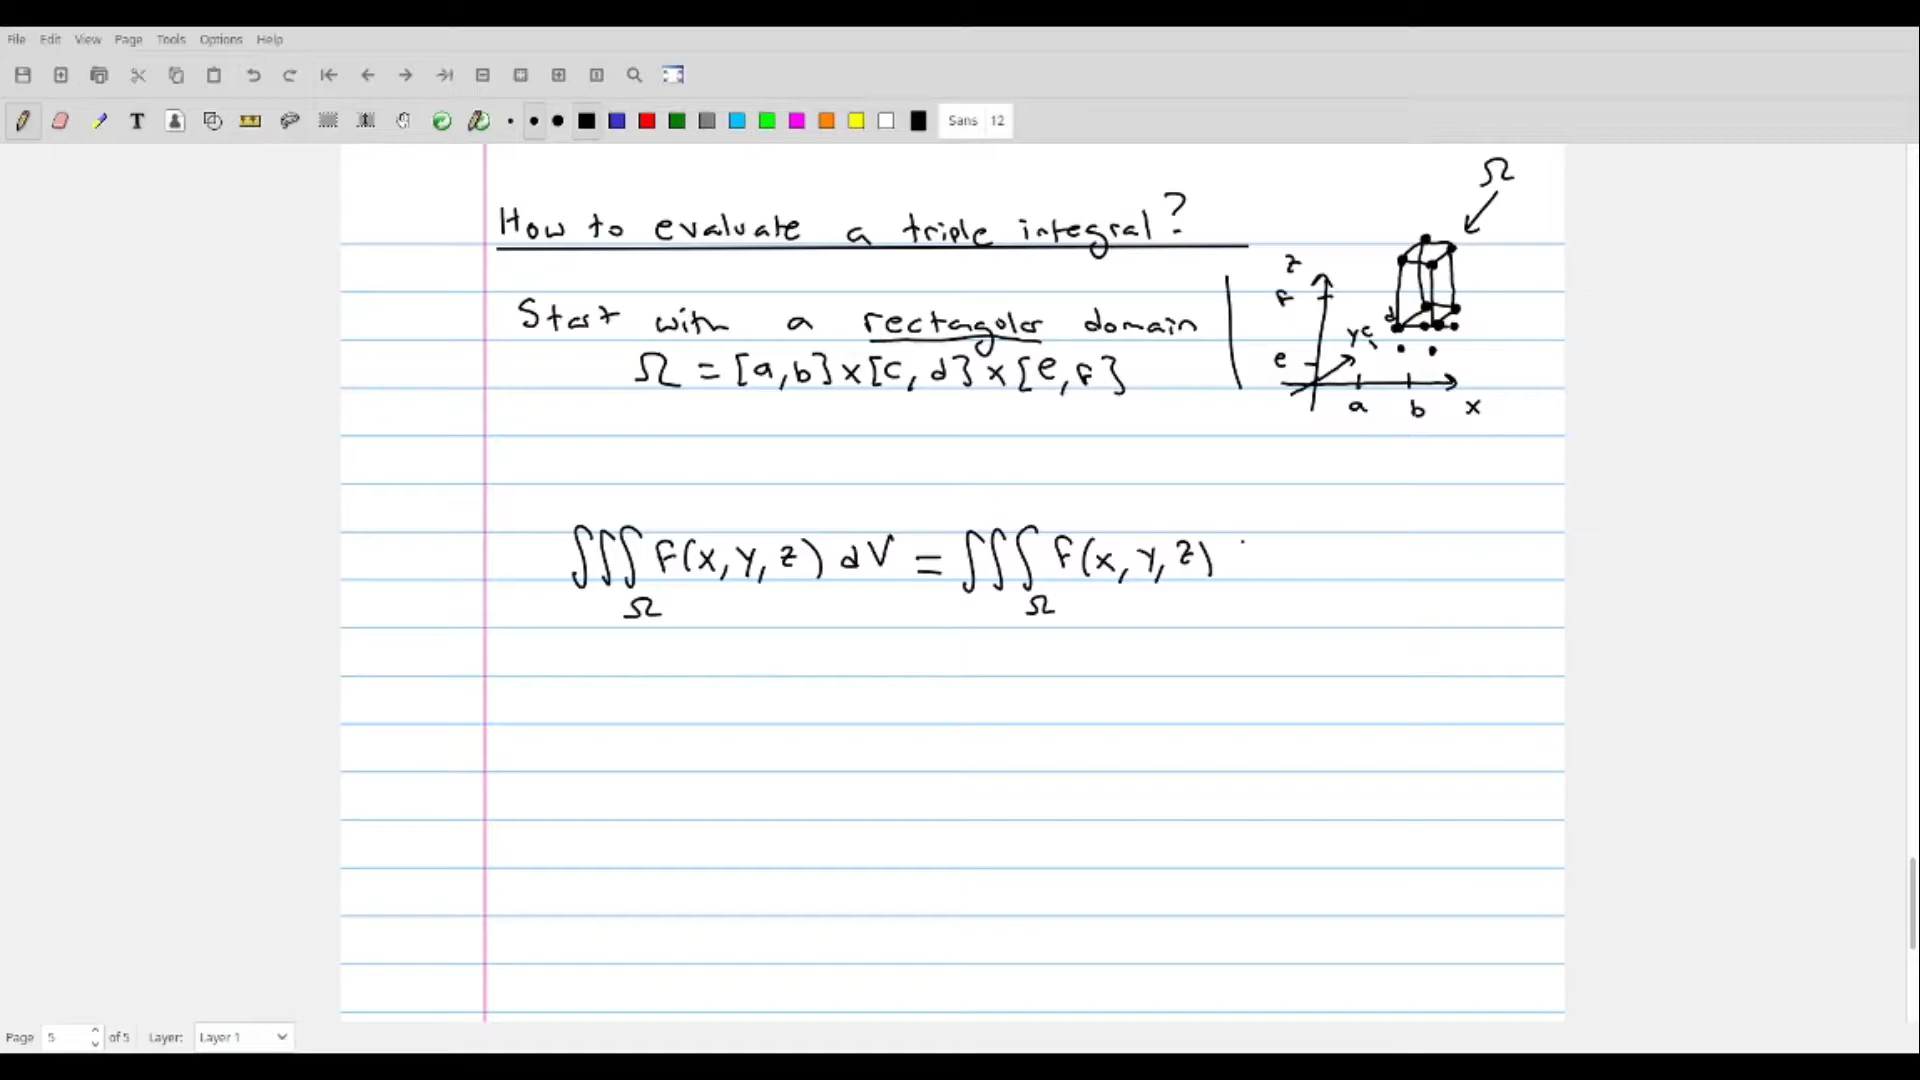 File Edit View Page Tools Options Help
T Sans 12
How to evaluate a triple integral?
Start with a rectagolar domain
Ω = [a,b]×[c,d]×[e,f]
Ω
z
f
e
y c
d
a b x
∭ f(x,y,z) dV = ∭ f(x,y,z)
Ω Ω
Page 5 of 5 Layer: Layer 1